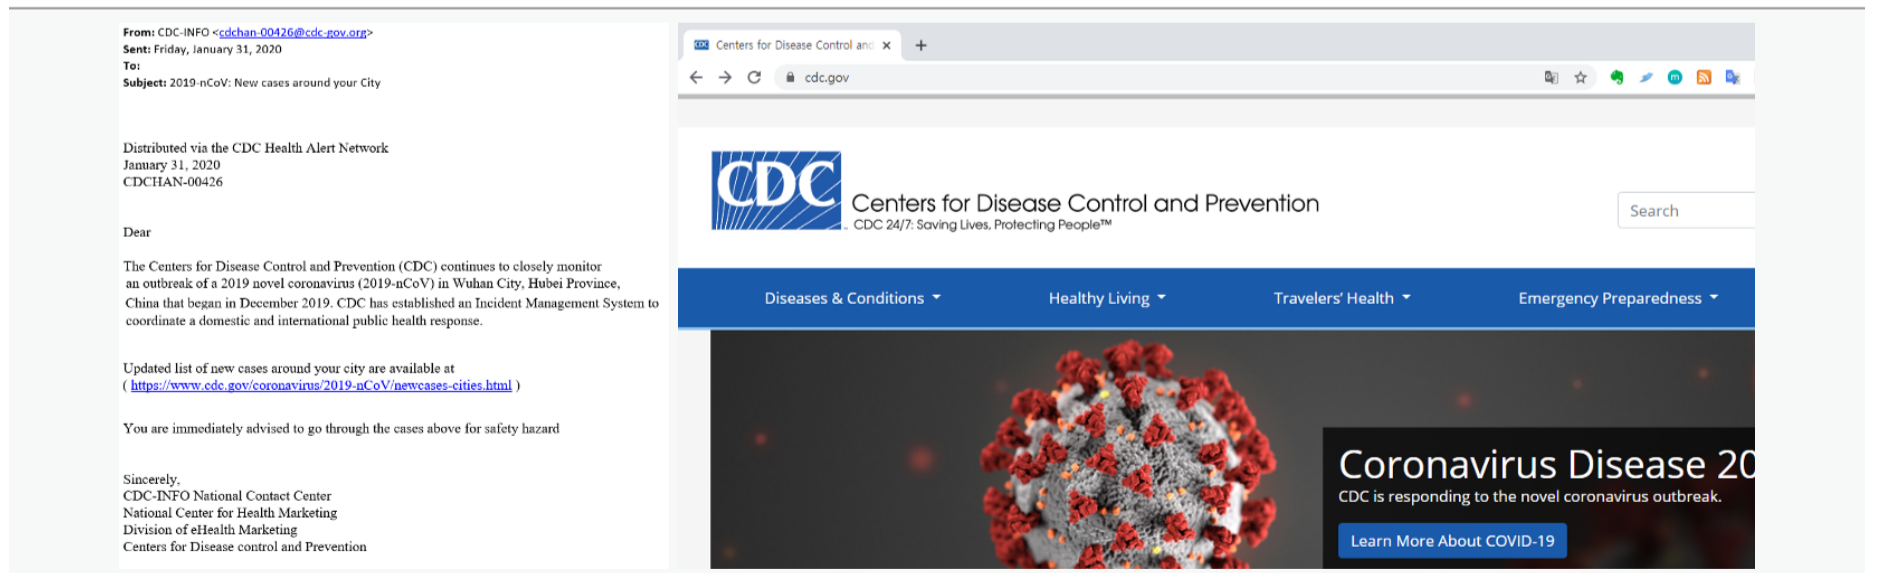 From: CDC-INFO <cdchan-00426@cdc-gov.org>
Sent: Friday, January 31, 2020
To:
Subject: 2019-nCoV: New cases around your City
Distributed via the CDC Health Alert Network
January 31, 2020
CDCHAN-00426
Dear
The Centers for Disease Control and Prevention (CDC) continues to closely monitor
an outbreak of a 2019 novel coronavirus (2019-nCoV) in Wuhan City, Hubei Province,
China that began in December 2019. CDC has established an Incident Management System to
coordinate a domestic and international public health response.
Updated list of new cases around your city are available at
( https://www.cdc.gov/coronavirus/2019-nCoV/newcases-cities.html )
You are immediately advised to go through the cases above for safety hazard
Sincerely,
CDC-INFO National Contact Center
National Center for Health Marketing
Division of eHealth Marketing
Centers for Disease control and Prevention
CDC Centers for Disease Control and
cdc.gov
CDC
Centers for Disease Control and Prevention
CDC 24/7: Saving Lives, Protecting People™
Search
Diseases & Conditions Healthy Living Travelers' Health Emergency Preparedness
Coronavirus Disease 20
CDC is responding to the novel coronavirus outbreak.
Learn More About COVID-19